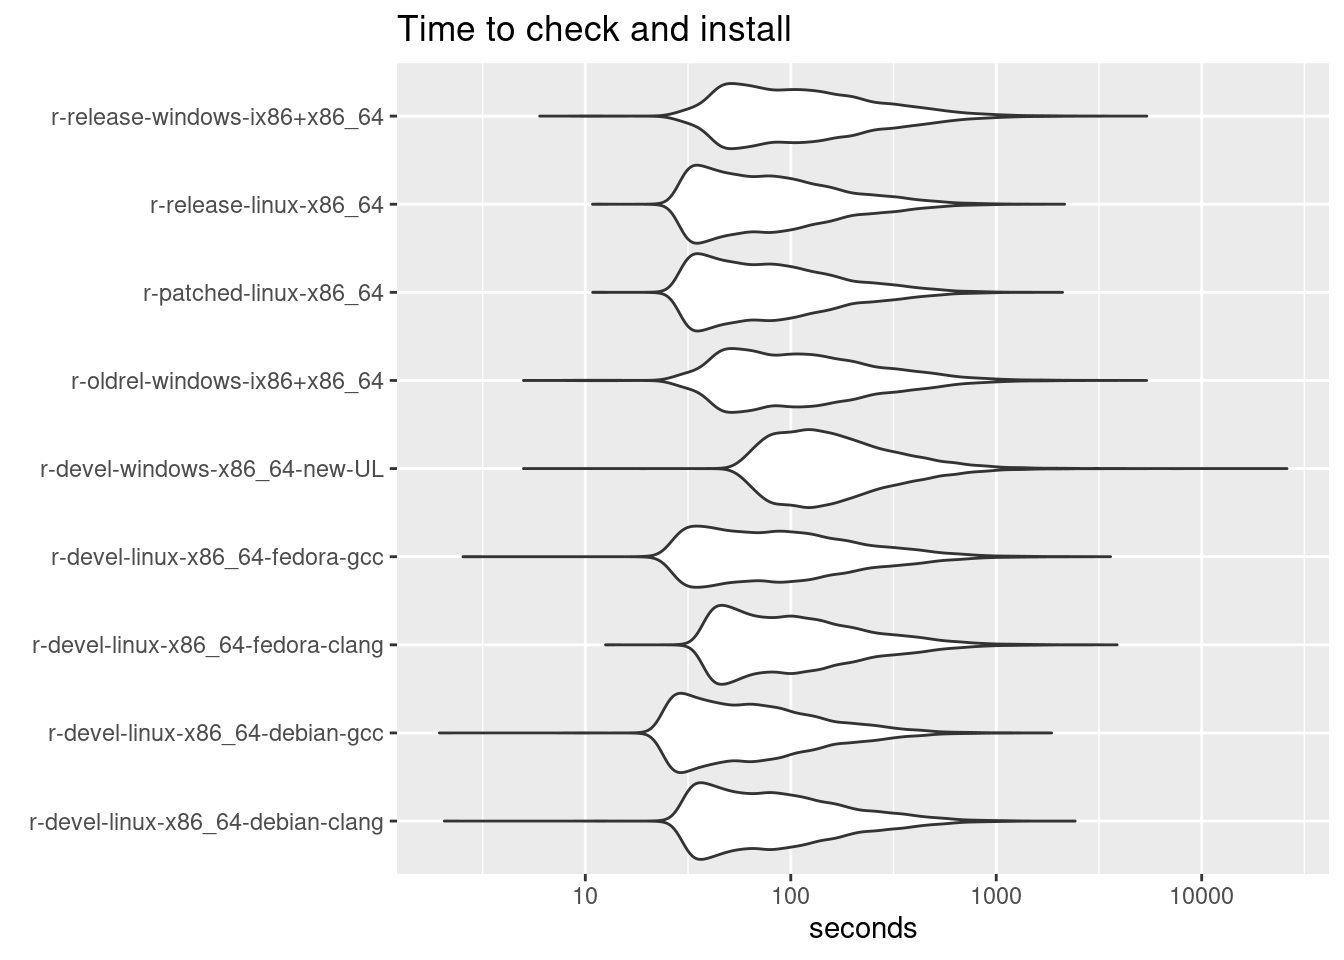 Time to check and install
r-release-windows-ix86+x86_64
r-release-linux-x86_64
r-patched-linux-x86_64
r-oldrel-windows-ix86+x86_64
r-devel-windows-x86_64-new-UL
r-devel-linux-x86_64-fedora-gcc
r-devel-linux-x86_64-fedora-clang
r-devel-linux-x86_64-debian-gcc
r-devel-linux-x86_64-debian-clang
10 100 1000 10000
seconds